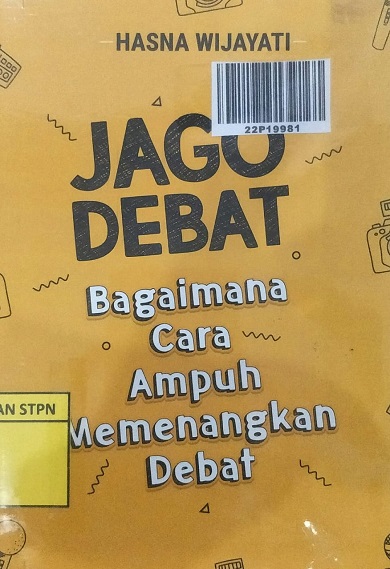 HASNA WIJAYATI
22P19981
JAGO
DEBAT
Bagaimana
Cara
Ampuh
Memenangkan
Debat
AN STPN